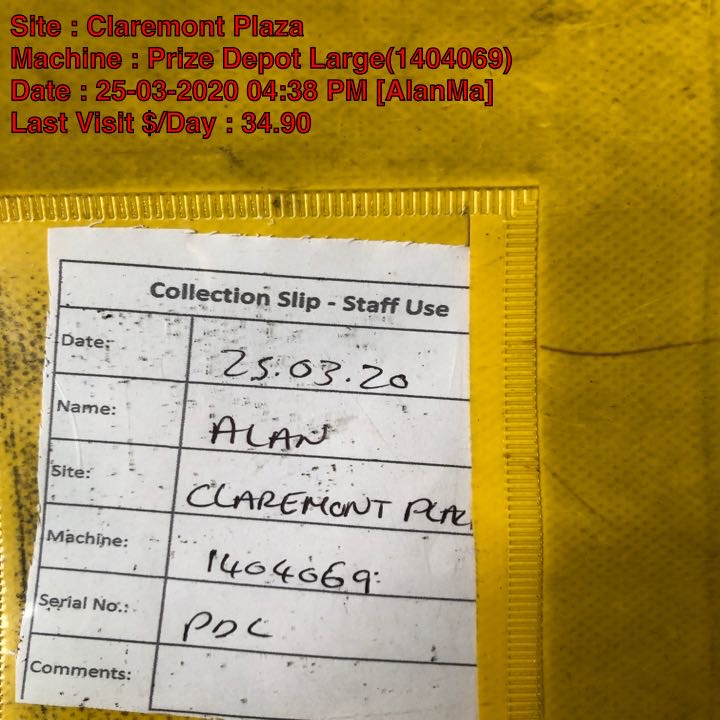 Site : Claremont Plaza
Machine : Prize Depot Large(1404069)
Date : 25-03-2020 04:38 PM [AlanMa]
Last Visit $/Day : 34.90
Collection Slip - Staff Use
Date: 25.03.20
Name: ALAN
Site: CLAREMONT PLAZ
Machine: 1404069
Serial No.: PDL
Comments: